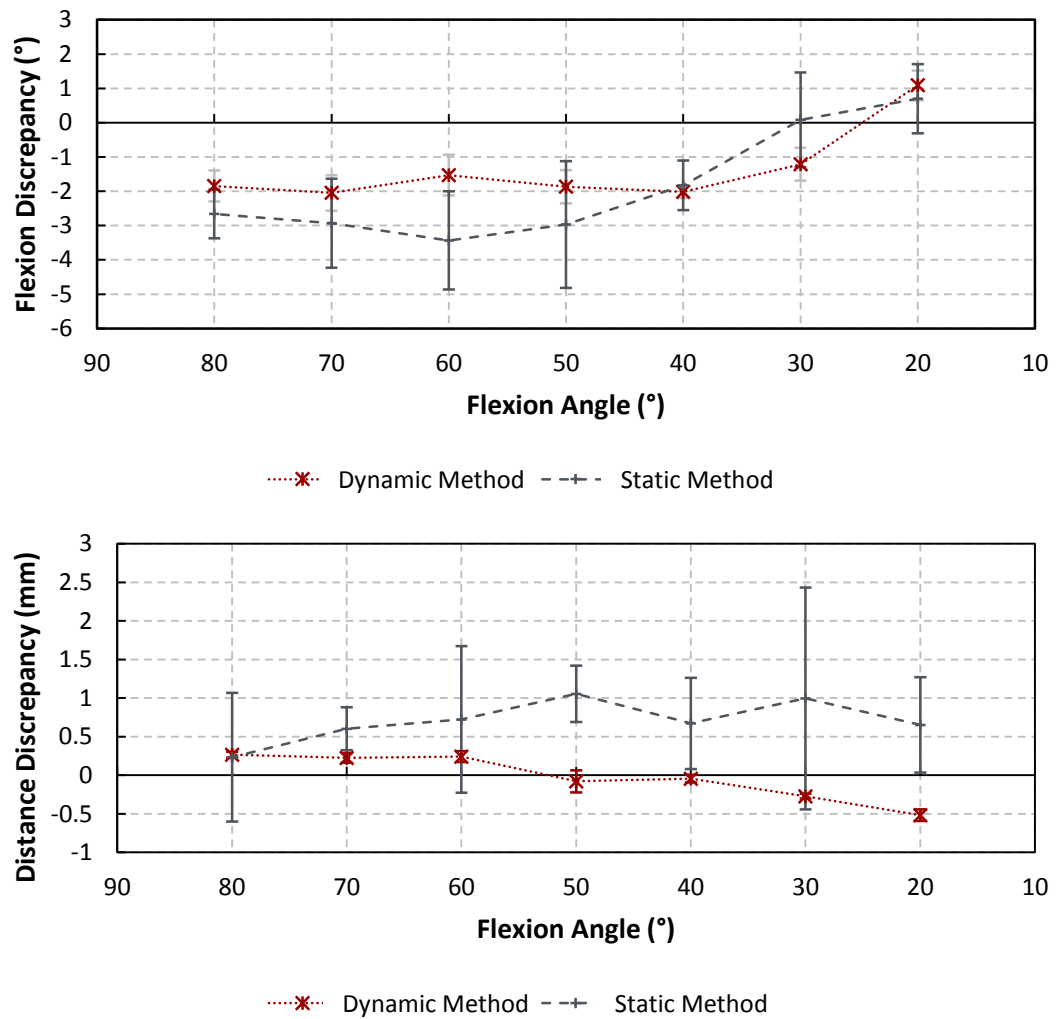 3
2
1
0
-1
-2
-3
-4
-5
-6
Flexion Discrepancy (°)
90 80 70 60 50 40 30 20 10
Flexion Angle (°)
Dynamic Method Static Method
3
2.5
2
1.5
1
0.5
0
-0.5
-1
Distance Discrepancy (mm)
90 80 70 60 50 40 30 20 10
Flexion Angle (°)
Dynamic Method Static Method